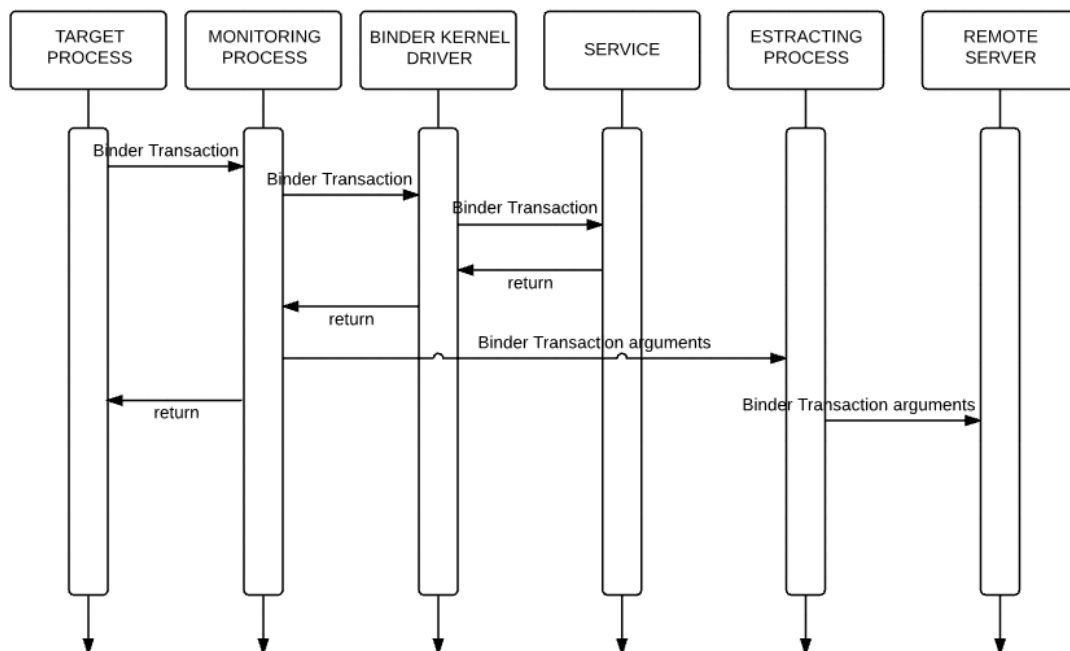 TARGET
PROCESS
MONITORING
PROCESS
BINDER KERNEL
DRIVER
SERVICE
ESTRACTING
PROCESS
REMOTE
SERVER
Binder Transaction
Binder Transaction
Binder Transaction
return
return
Binder Transaction arguments
return
Binder Transaction arguments